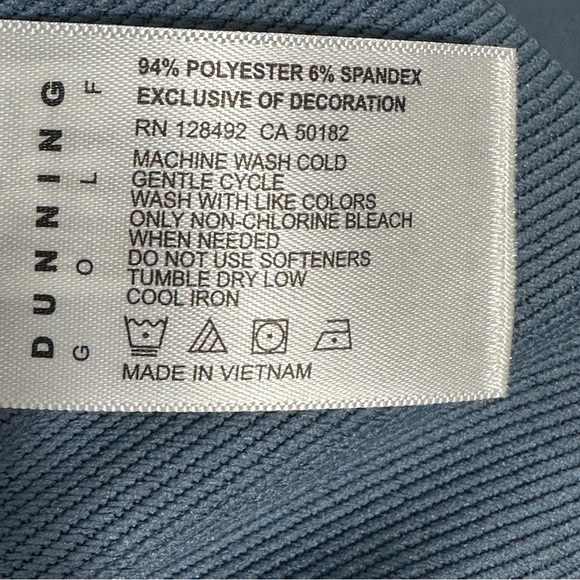 DUNNING
GOLF
94% POLYESTER 6% SPANDEX
EXCLUSIVE OF DECORATION
RN 128492 CA 50182
MACHINE WASH COLD
GENTLE CYCLE
WASH WITH LIKE COLORS
ONLY NON-CHLORINE BLEACH
WHEN NEEDED
DO NOT USE SOFTENERS
TUMBLE DRY LOW
COOL IRON
MADE IN VIETNAM